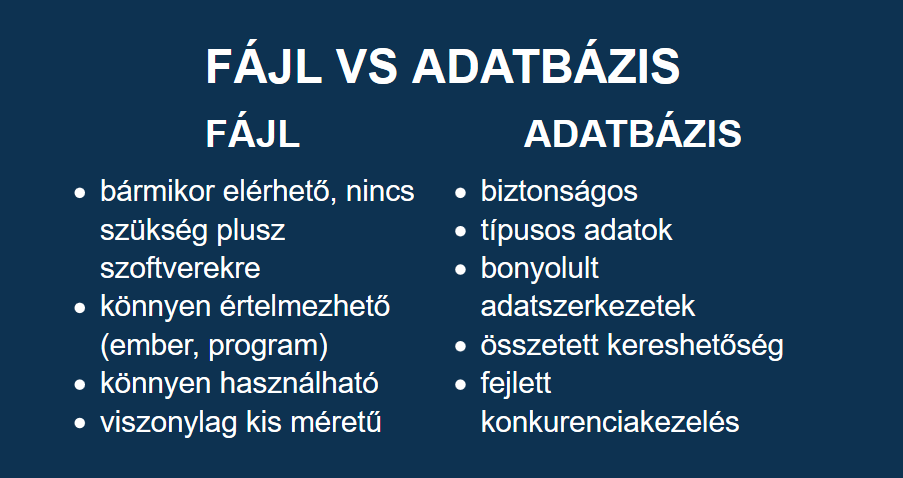 FÁJL VS ADATBÁZIS
FÁJL
• bármikor elérhető, nincs
szükség plusz
szoftverekre
• könnyen értelmezhető
(ember, program)
• könnyen használható
• viszonylag kis méretű
ADATBÁZIS
• biztonságos
• típusos adatok
• bonyolult
adatszerkezetek
• összetett kereshetőség
• fejlett
konkurenciakezelés